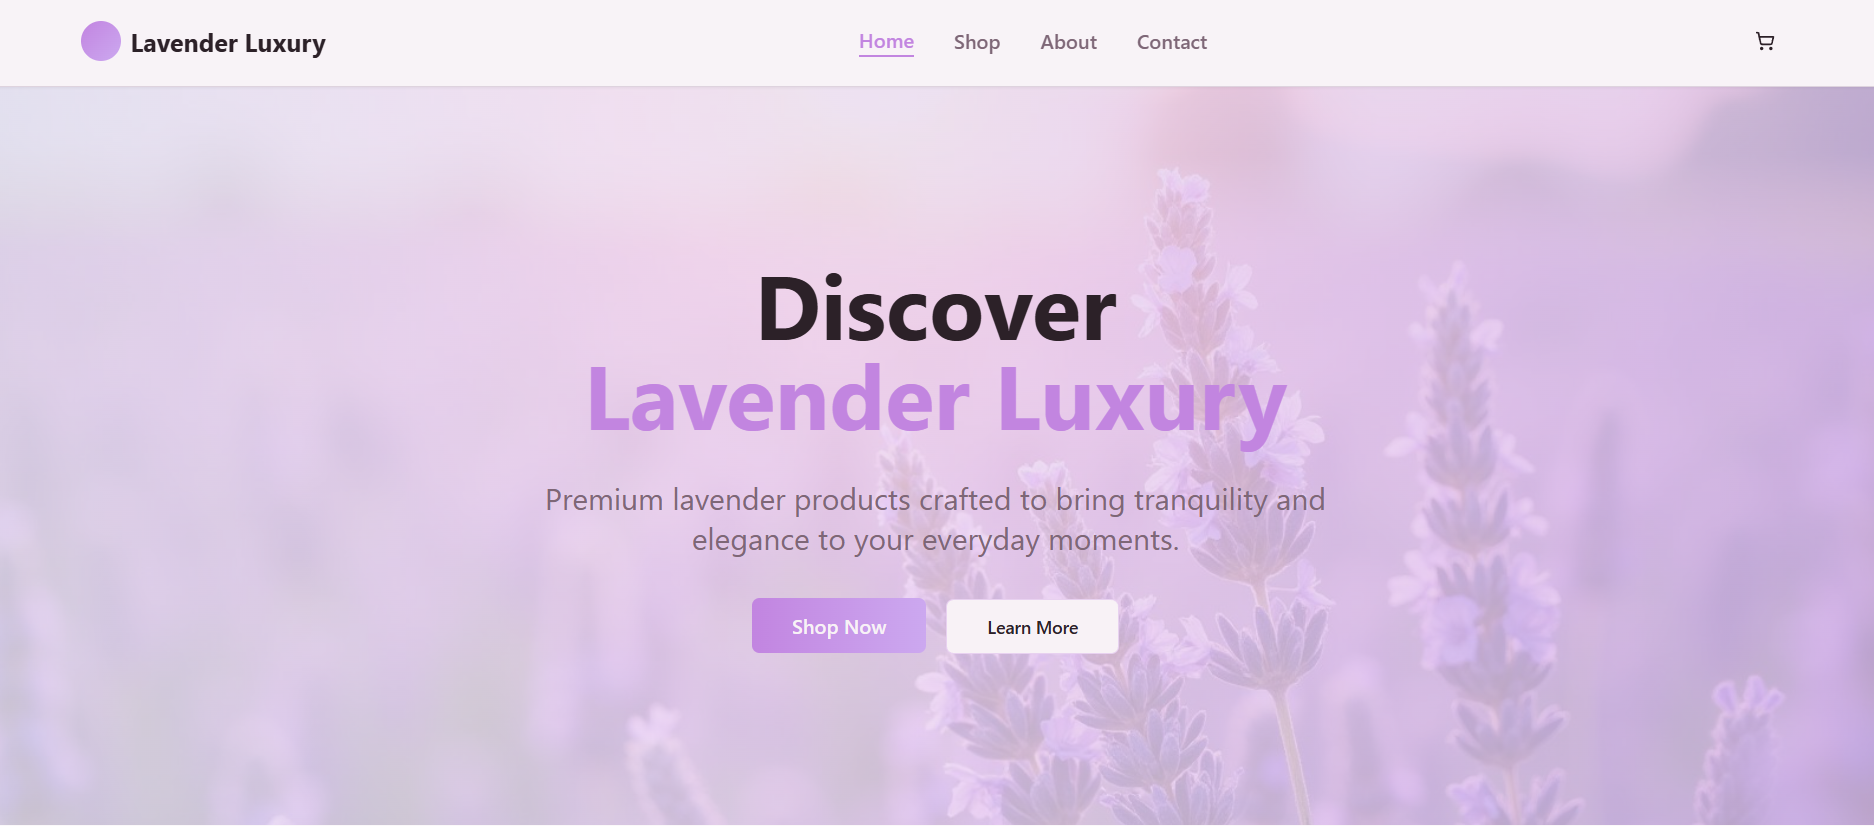 Lavender Luxury
Home Shop About Contact
Discover
Lavender Luxury
Premium lavender products crafted to bring tranquility and
elegance to your everyday moments.
Shop Now Learn More